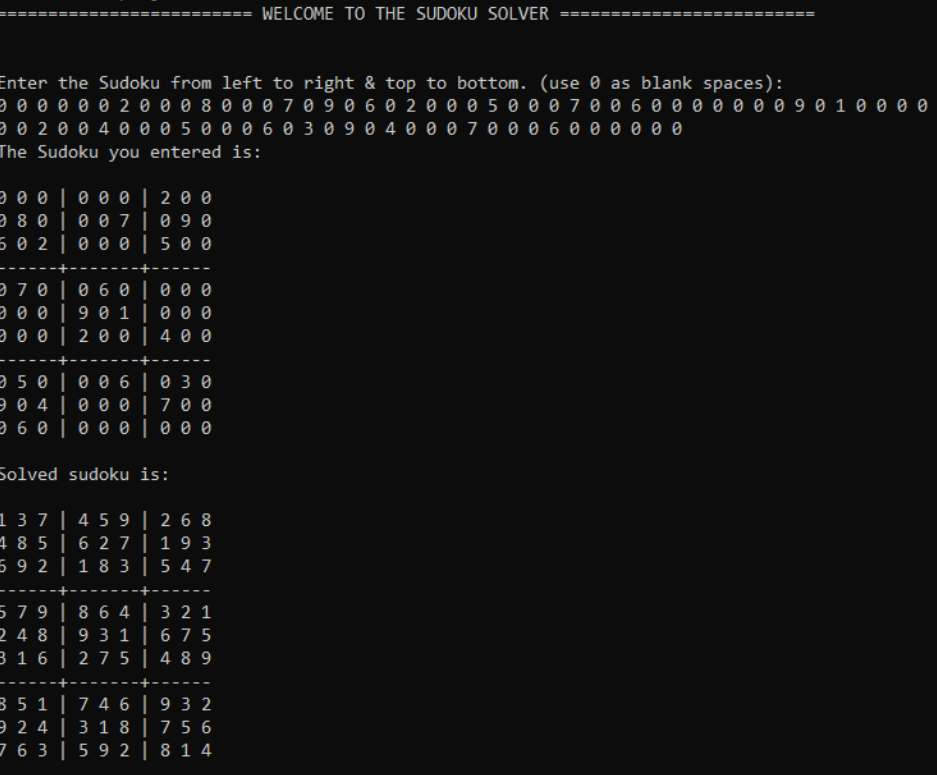 ========================= WELCOME TO THE SUDOKU SOLVER =========================
Enter the Sudoku from left to right & top to bottom. (use 0 as blank spaces):
0 0 0 0 0 0 2 0 0 0 8 0 0 0 7 0 9 0 6 0 2 0 0 0 5 0 0 0 7 0 0 6 0 0 0 0 0 0 0 9 0 1 0 0 0 0
0 0 2 0 0 4 0 0 0 5 0 0 0 6 0 3 0 9 0 4 0 0 0 7 0 0 0 6 0 0 0 0 0 0
The Sudoku you entered is:
0 0 0 | 0 0 0 | 2 0 0
0 8 0 | 0 0 7 | 0 9 0
6 0 2 | 0 0 0 | 5 0 0
------+-------+------
0 7 0 | 0 6 0 | 0 0 0
0 0 0 | 9 0 1 | 0 0 0
0 0 0 | 2 0 0 | 4 0 0
------+-------+------
0 5 0 | 0 0 6 | 0 3 0
9 0 4 | 0 0 0 | 7 0 0
0 6 0 | 0 0 0 | 0 0 0
Solved sudoku is:
1 3 7 | 4 5 9 | 2 6 8
4 8 5 | 6 2 7 | 1 9 3
6 9 2 | 1 8 3 | 5 4 7
------+-------+------
5 7 9 | 8 6 4 | 3 2 1
2 4 8 | 9 3 1 | 6 7 5
3 1 6 | 2 7 5 | 4 8 9
------+-------+------
8 5 1 | 7 4 6 | 9 3 2
9 2 4 | 3 1 8 | 7 5 6
7 6 3 | 5 9 2 | 8 1 4